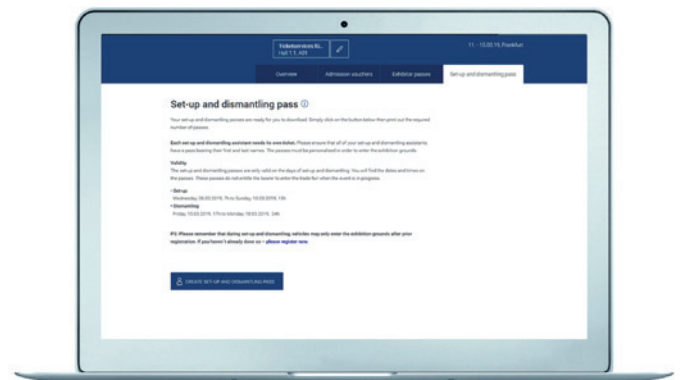 Ticketservices fü..
Hall 1.1, A01
11. - 15.03.19, Frankfurt
Overview
Admission vouchers
Exhibitor passes
Set-up and dismantling pass
Set-up and dismantling pass
Your set-up and dismantling passes are ready for you to download. Simply click on the button below then print out the required
number of passes.
Each set-up and dismantling assistant needs its own ticket. Please ensure that all of your set-up and dismantling assistants
have a pass bearing their first and last names. The passes must be personalised in order to enter the exhibition grounds.
Validity
The set-up and dismantling passes are only valid on the days of set-up and dismantling. You will find the dates and times on
the passes. These passes do not entitle the bearer to enter the trade fair when the event is in progress.
• Set-up
Wednesday, 2019, 7h to Sunday, 10.03.2019,
• Dismantling
Friday, 15.03.2019, 17h to Monday, 18.03.2019, 24h
PS: Please remember that during set-up and dismantling, vehicles may only enter the exhibition grounds after prior
registration. If you haven't already done so – please register now.
CREATE SET-UP AND DISMANTLING PASS